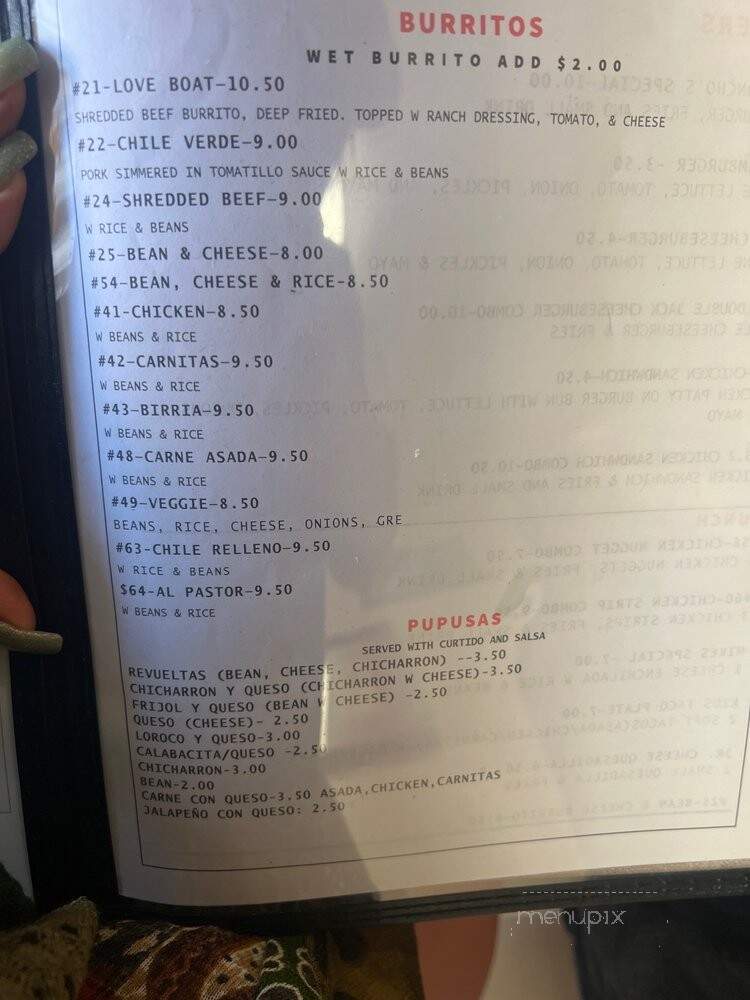 BURRITOS
WET BURRITO ADD $2.00
#21-LOVE BOAT-10.50
SHREDDED BEEF BURRITO, DEEP FRIED. TOPPED W RANCH DRESSING, TOMATO, & CHEESE
#22-CHILE VERDE-9.00
PORK SIMMERED IN TOMATILLO SAUCE W RICE & BEANS
#24-SHREDDED BEEF-9.00
W RICE & BEANS
#25-BEAN & CHEESE-8.00
#54-BEAN, CHEESE & RICE-8.50
#41-CHICKEN-8.50
W BEANS & RICE
#42-CARNITAS-9.50
W BEANS & RICE
#43-BIRRIA-9.50
W BEANS & RICE
#48-CARNE ASADA-9.50
W BEANS & RICE
#49-VEGGIE-8.50
BEANS, RICE, CHEESE, ONIONS, GRE
#63-CHILE RELLENO-9.50
W RICE & BEANS
$64-AL PASTOR-9.50
W BEANS & RICE
PUPUSAS
SERVED WITH CURTIDO AND SALSA
REVUELTAS (BEAN, CHEESE, CHICHARRON) --3.50
CHICHARRON Y QUESO (CHICHARRON W CHEESE)-3.50
FRIJOL Y QUESO (BEAN W CHEESE) -2.50
QUESO (CHEESE)- 2.50
LOROCO Y QUESO-3.00
CALABACITA/QUESO -2.50
CHICHARRON-3.00
BEAN-2.00
CARNE CON QUESO-3.50 ASADA,CHICKEN,CARNITAS
JALAPEÑO CON QUESO: 2.50
menupix